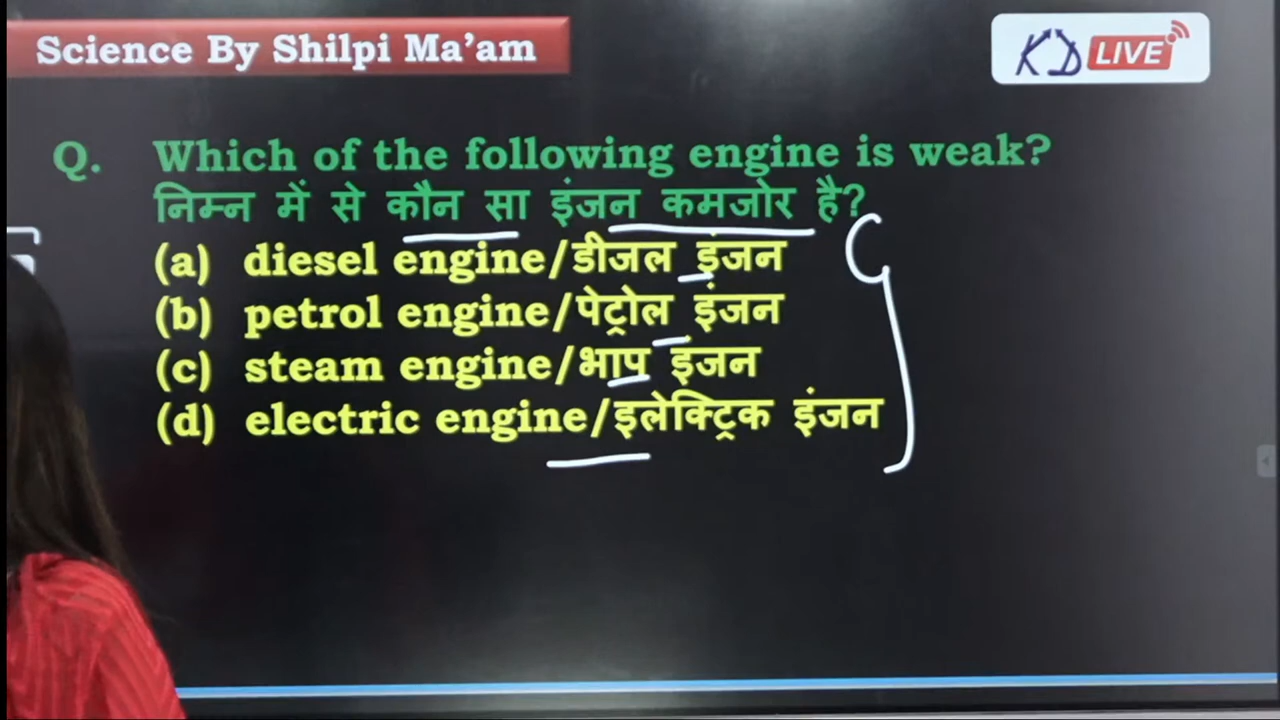 Science By Shilpi Ma'am
KD LIVE
Q. Which of the following engine is weak?
निम्न में से कौन सा इंजन कमजोर है?
(a) diesel engine/डीजल इंजन
(b) petrol engine/पेट्रोल इंजन
(c) steam engine/भाप इंजन
(d) electric engine/इलेक्ट्रिक इंजन